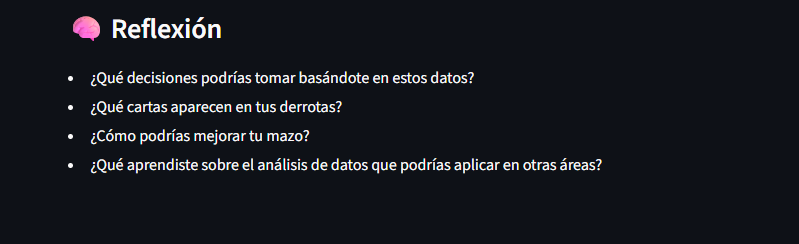 🧠 Reflexión
• ¿Qué decisiones podrías tomar basándote en estos datos?
• ¿Qué cartas aparecen en tus derrotas?
• ¿Cómo podrías mejorar tu mazo?
• ¿Qué aprendiste sobre el análisis de datos que podrías aplicar en otras áreas?